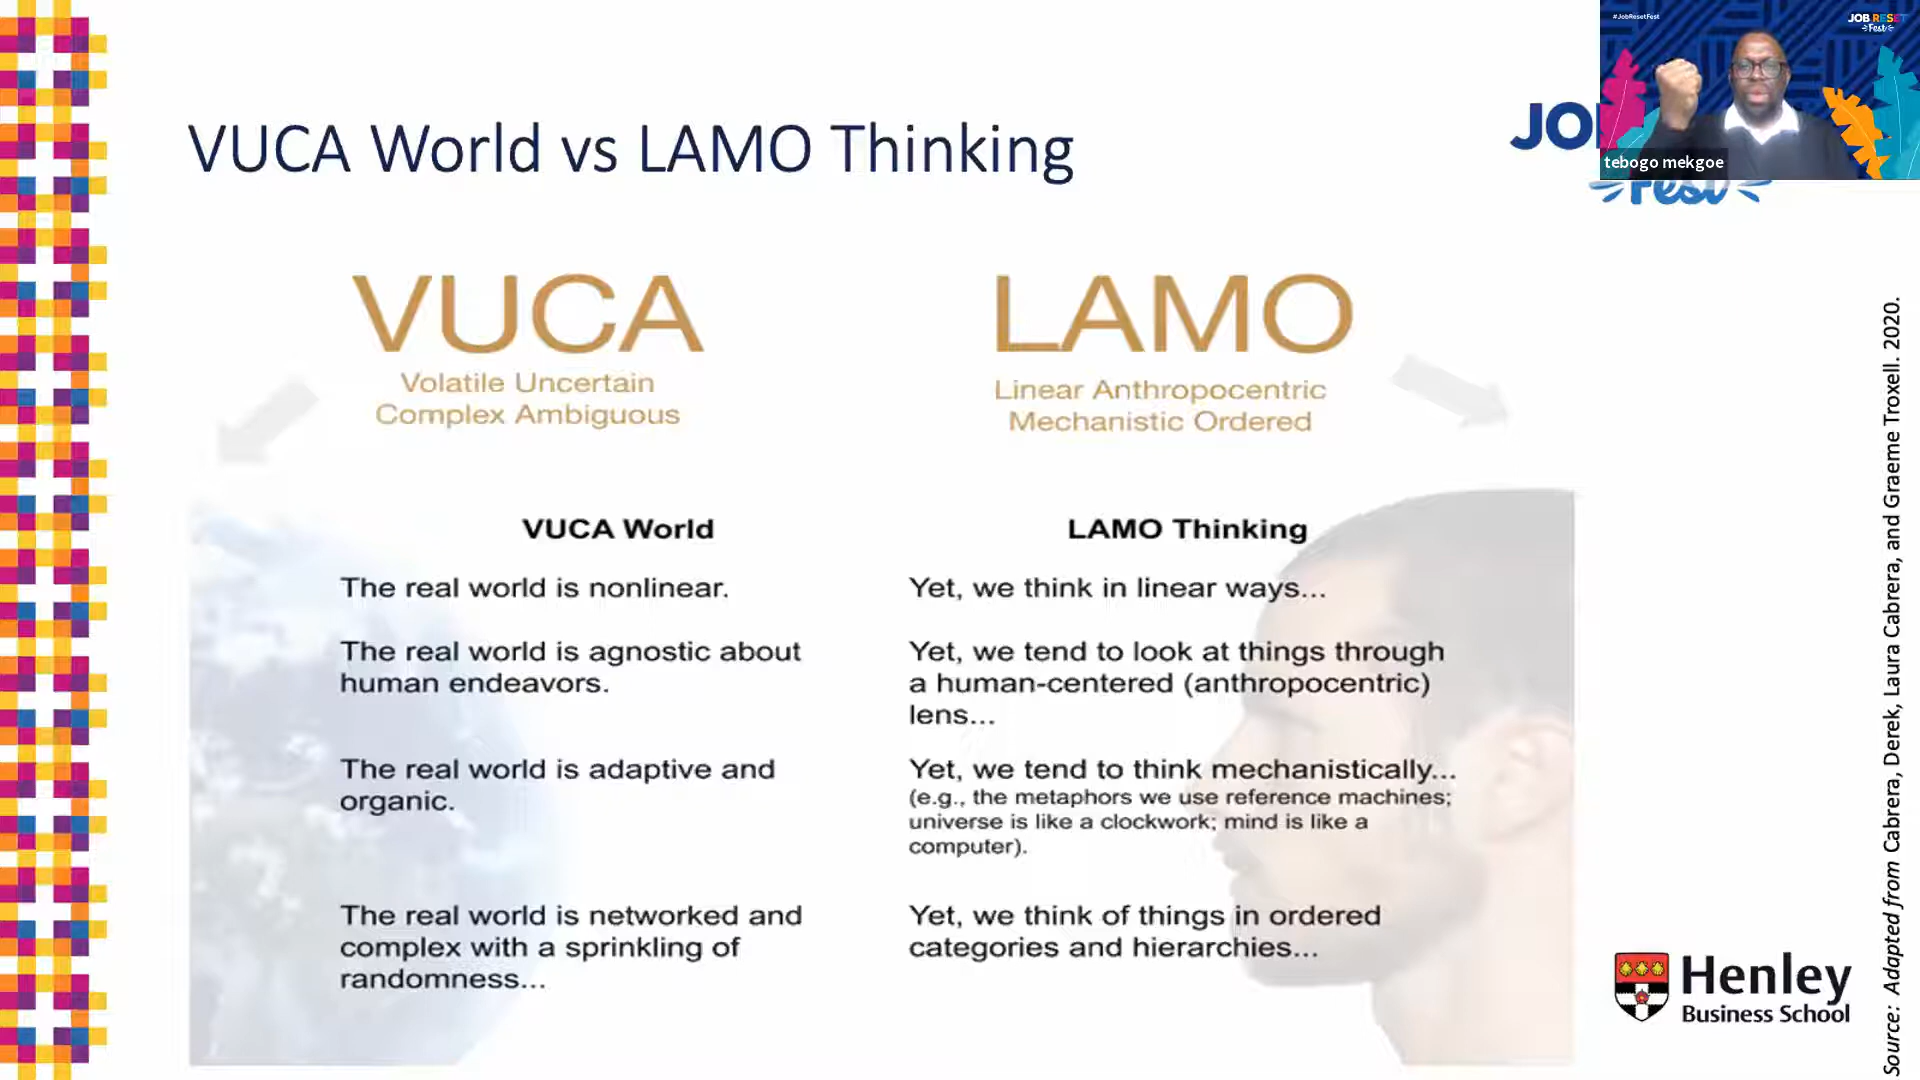 VUCA World vs LAMO Thinking
#JobResetFest
JOB RESET
Fest
tebogo mekgoe
JO
Fest
VUCA
Volatile Uncertain
Complex Ambiguous
LAMO
Linear Anthropocentric
Mechanistic Ordered
VUCA World
The real world is nonlinear.
The real world is agnostic about
human endeavors.
The real world is adaptive and
organic.
The real world is networked and
complex with a sprinkling of
randomness...
LAMO Thinking
Yet, we think in linear ways...
Yet, we tend to look at things through
a human-centered (anthropocentric)
lens...
Yet, we tend to think mechanistically...
(e.g., the metaphors we use reference machines;
universe is like a clockwork; mind is like a
computer).
Yet, we think of things in ordered
categories and hierarchies...
Henley
Business School
Source: Adapted from Cabrera, Derek, Laura Cabrera, and Graeme Troxell. 2020.